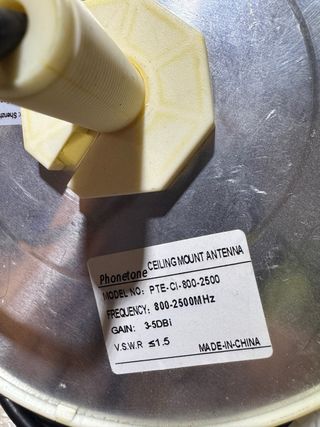 Phonetone CEILING MOUNT ANTENNA
MODEL NO: PTE-CI-800-2500
FREQUENCY: 800-2500MHz
GAIN: 3-5DBi
V.S.W.R ≤1.5 MADE-IN-CHINA